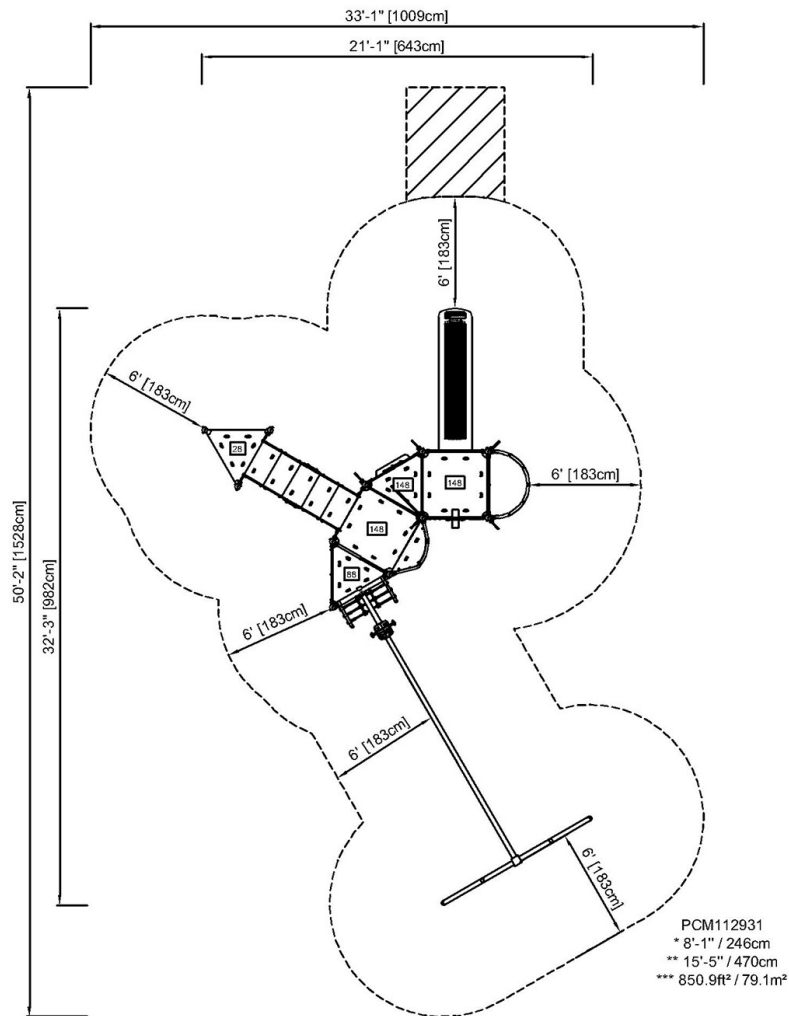 33'-1" [1009cm]
21'-1" [643cm]
6' [183cm]
50'-2" [1528cm]
32'-3" [982cm]
6' [183cm]
28
148
148
6' [183cm]
148
88
6' [183cm]
6' [183cm]
6' [183cm]
PCM112931
* 8'-1" / 246cm
** 15'-5" / 470cm
*** 850.9ft² / 79.1m²